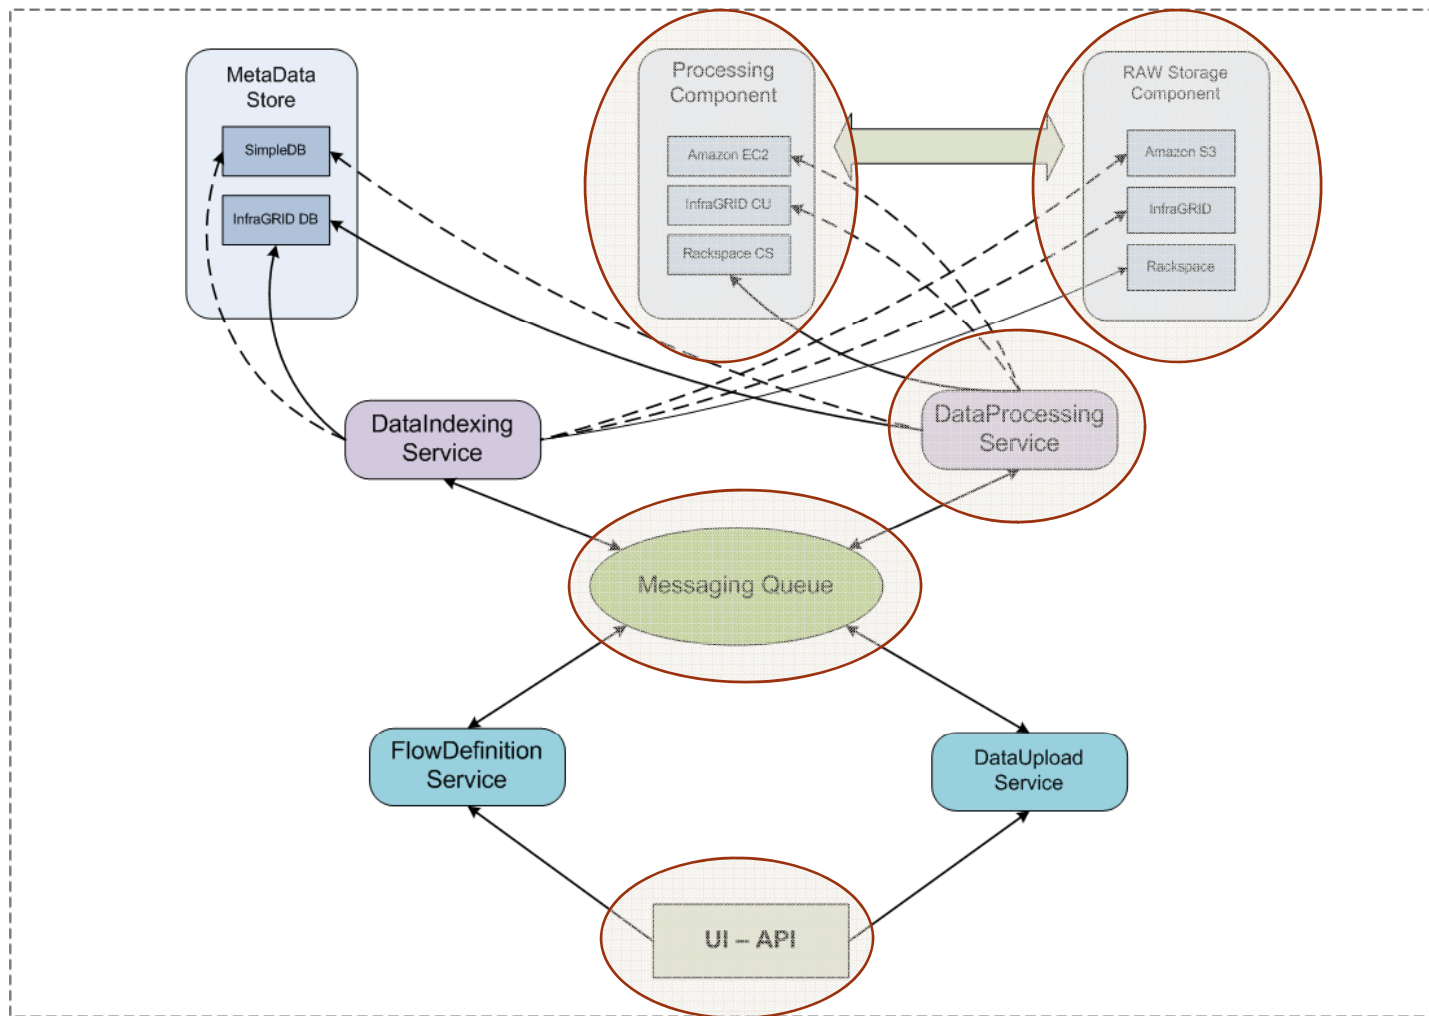 MetaData
Store
SimpleDB
InfraGRID DB
Processing
Component
Amazon EC2
InfraGRID CU
Rackspace CS
RAW Storage
Component
Amazon S3
InfraGRID
Rackspace
DataIndexing
Service
DataProcessing
Service
Messaging Queue
FlowDefinition
Service
DataUpload
Service
UI – API